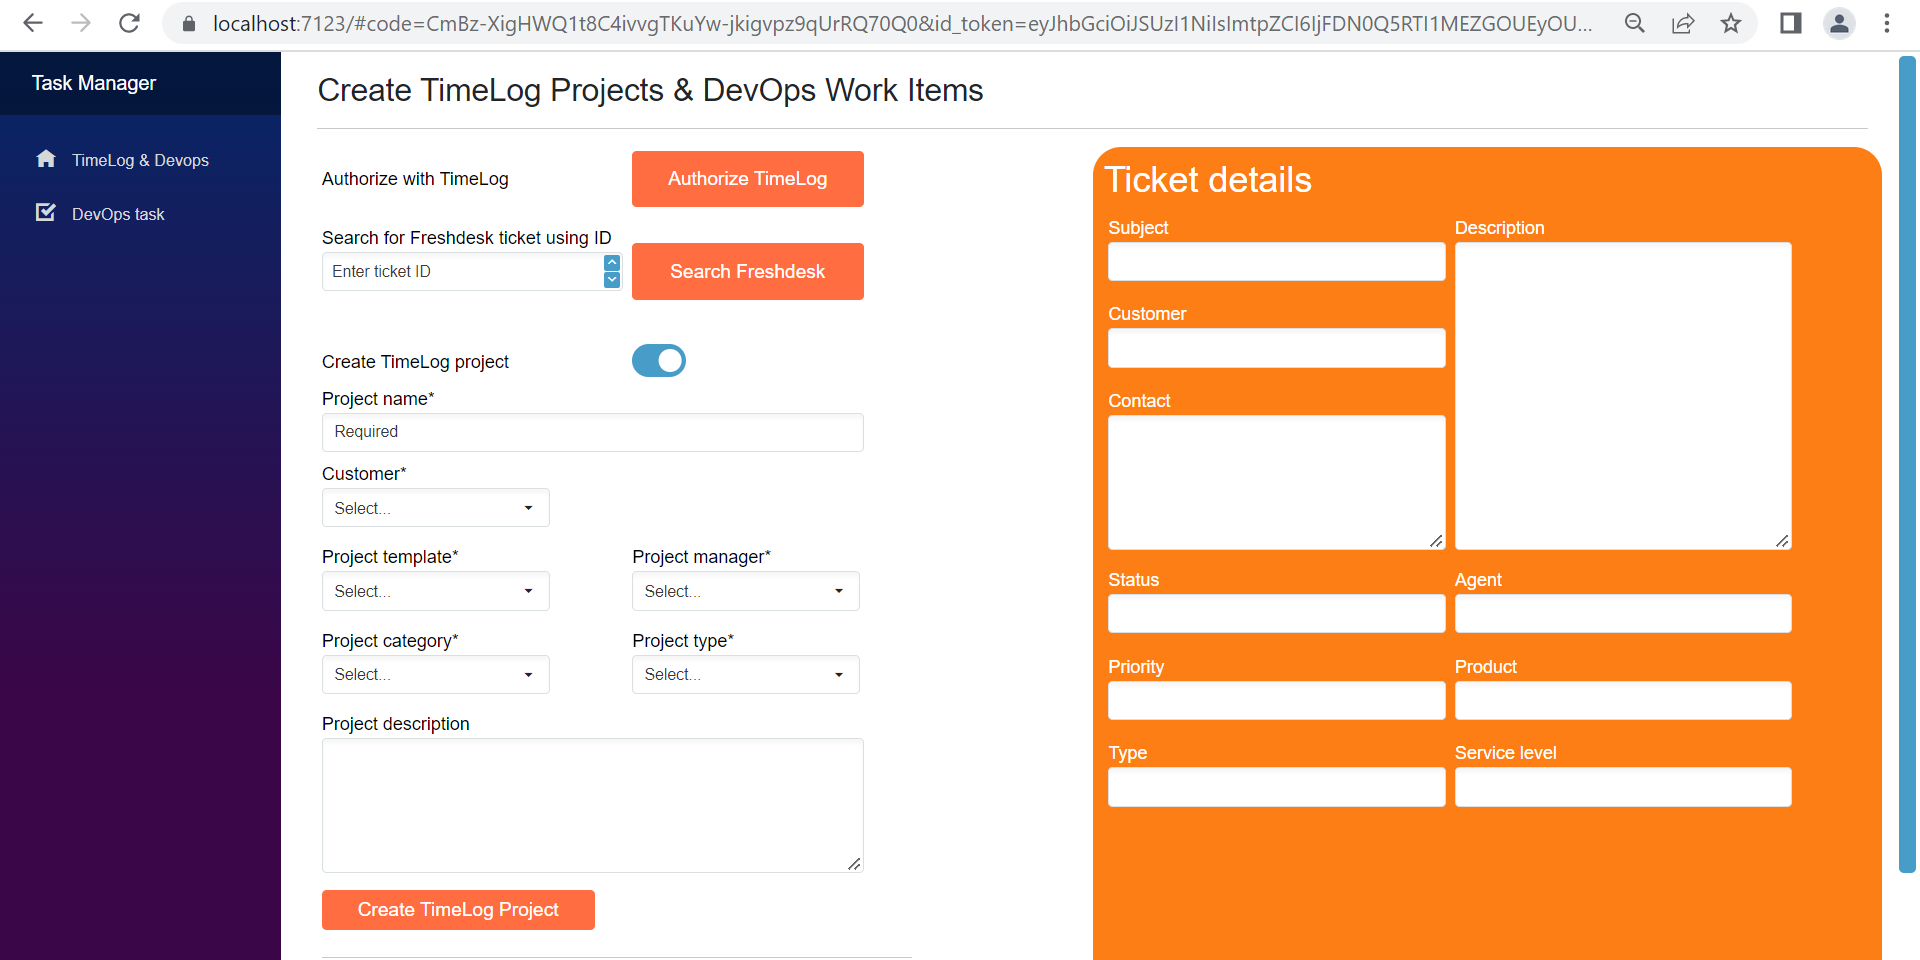 localhost:7123/#code=CmBz-XigHWQ1t8C4ivvgTKuYw-jkigvpz9qUrRQ70Q0&id_token=eyJhbGciOiJSUzI1NiIsImtpZCI6IjFDN0Q5RTI1MEZGOUEyOU...
Task Manager
TimeLog & Devops
DevOps task
Create TimeLog Projects & DevOps Work Items
Authorize with TimeLog
Authorize TimeLog
Search for Freshdesk ticket using ID
Enter ticket ID
Search Freshdesk
Create TimeLog project
Project name*
Required
Customer*
Select...
Project template*
Project manager*
Select...
Select...
Project category*
Project type*
Select...
Select...
Project description
Create TimeLog Project
Ticket details
Subject
Description
Customer
Contact
Status
Agent
Priority
Product
Type
Service level